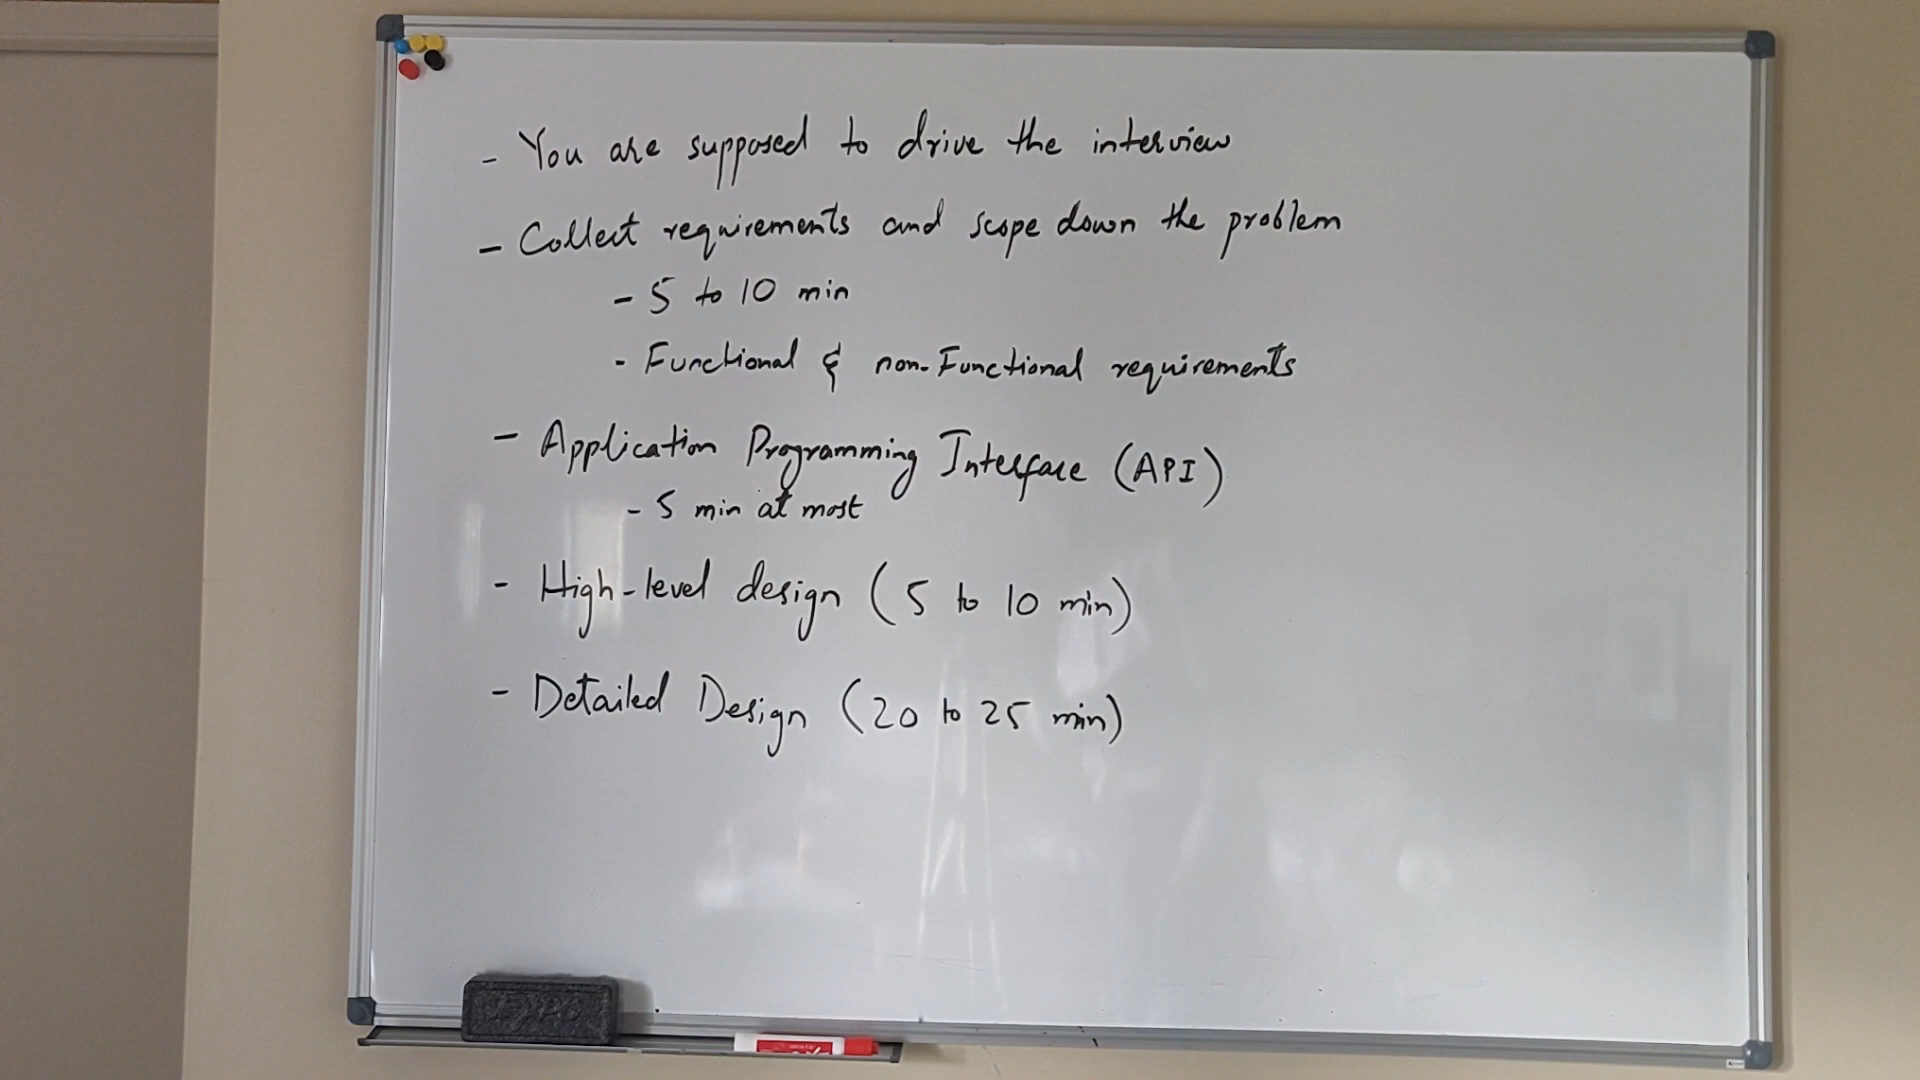 - You are supposed to drive the interview
- Collect requirements and scope down the problem
- 5 to 10 min
- Functional & non-Functional requirements
- Application Programming Interface (API)
- 5 min at most
- High-level design (5 to 10 min)
- Detailed Design (20 to 25 min)
EXPO